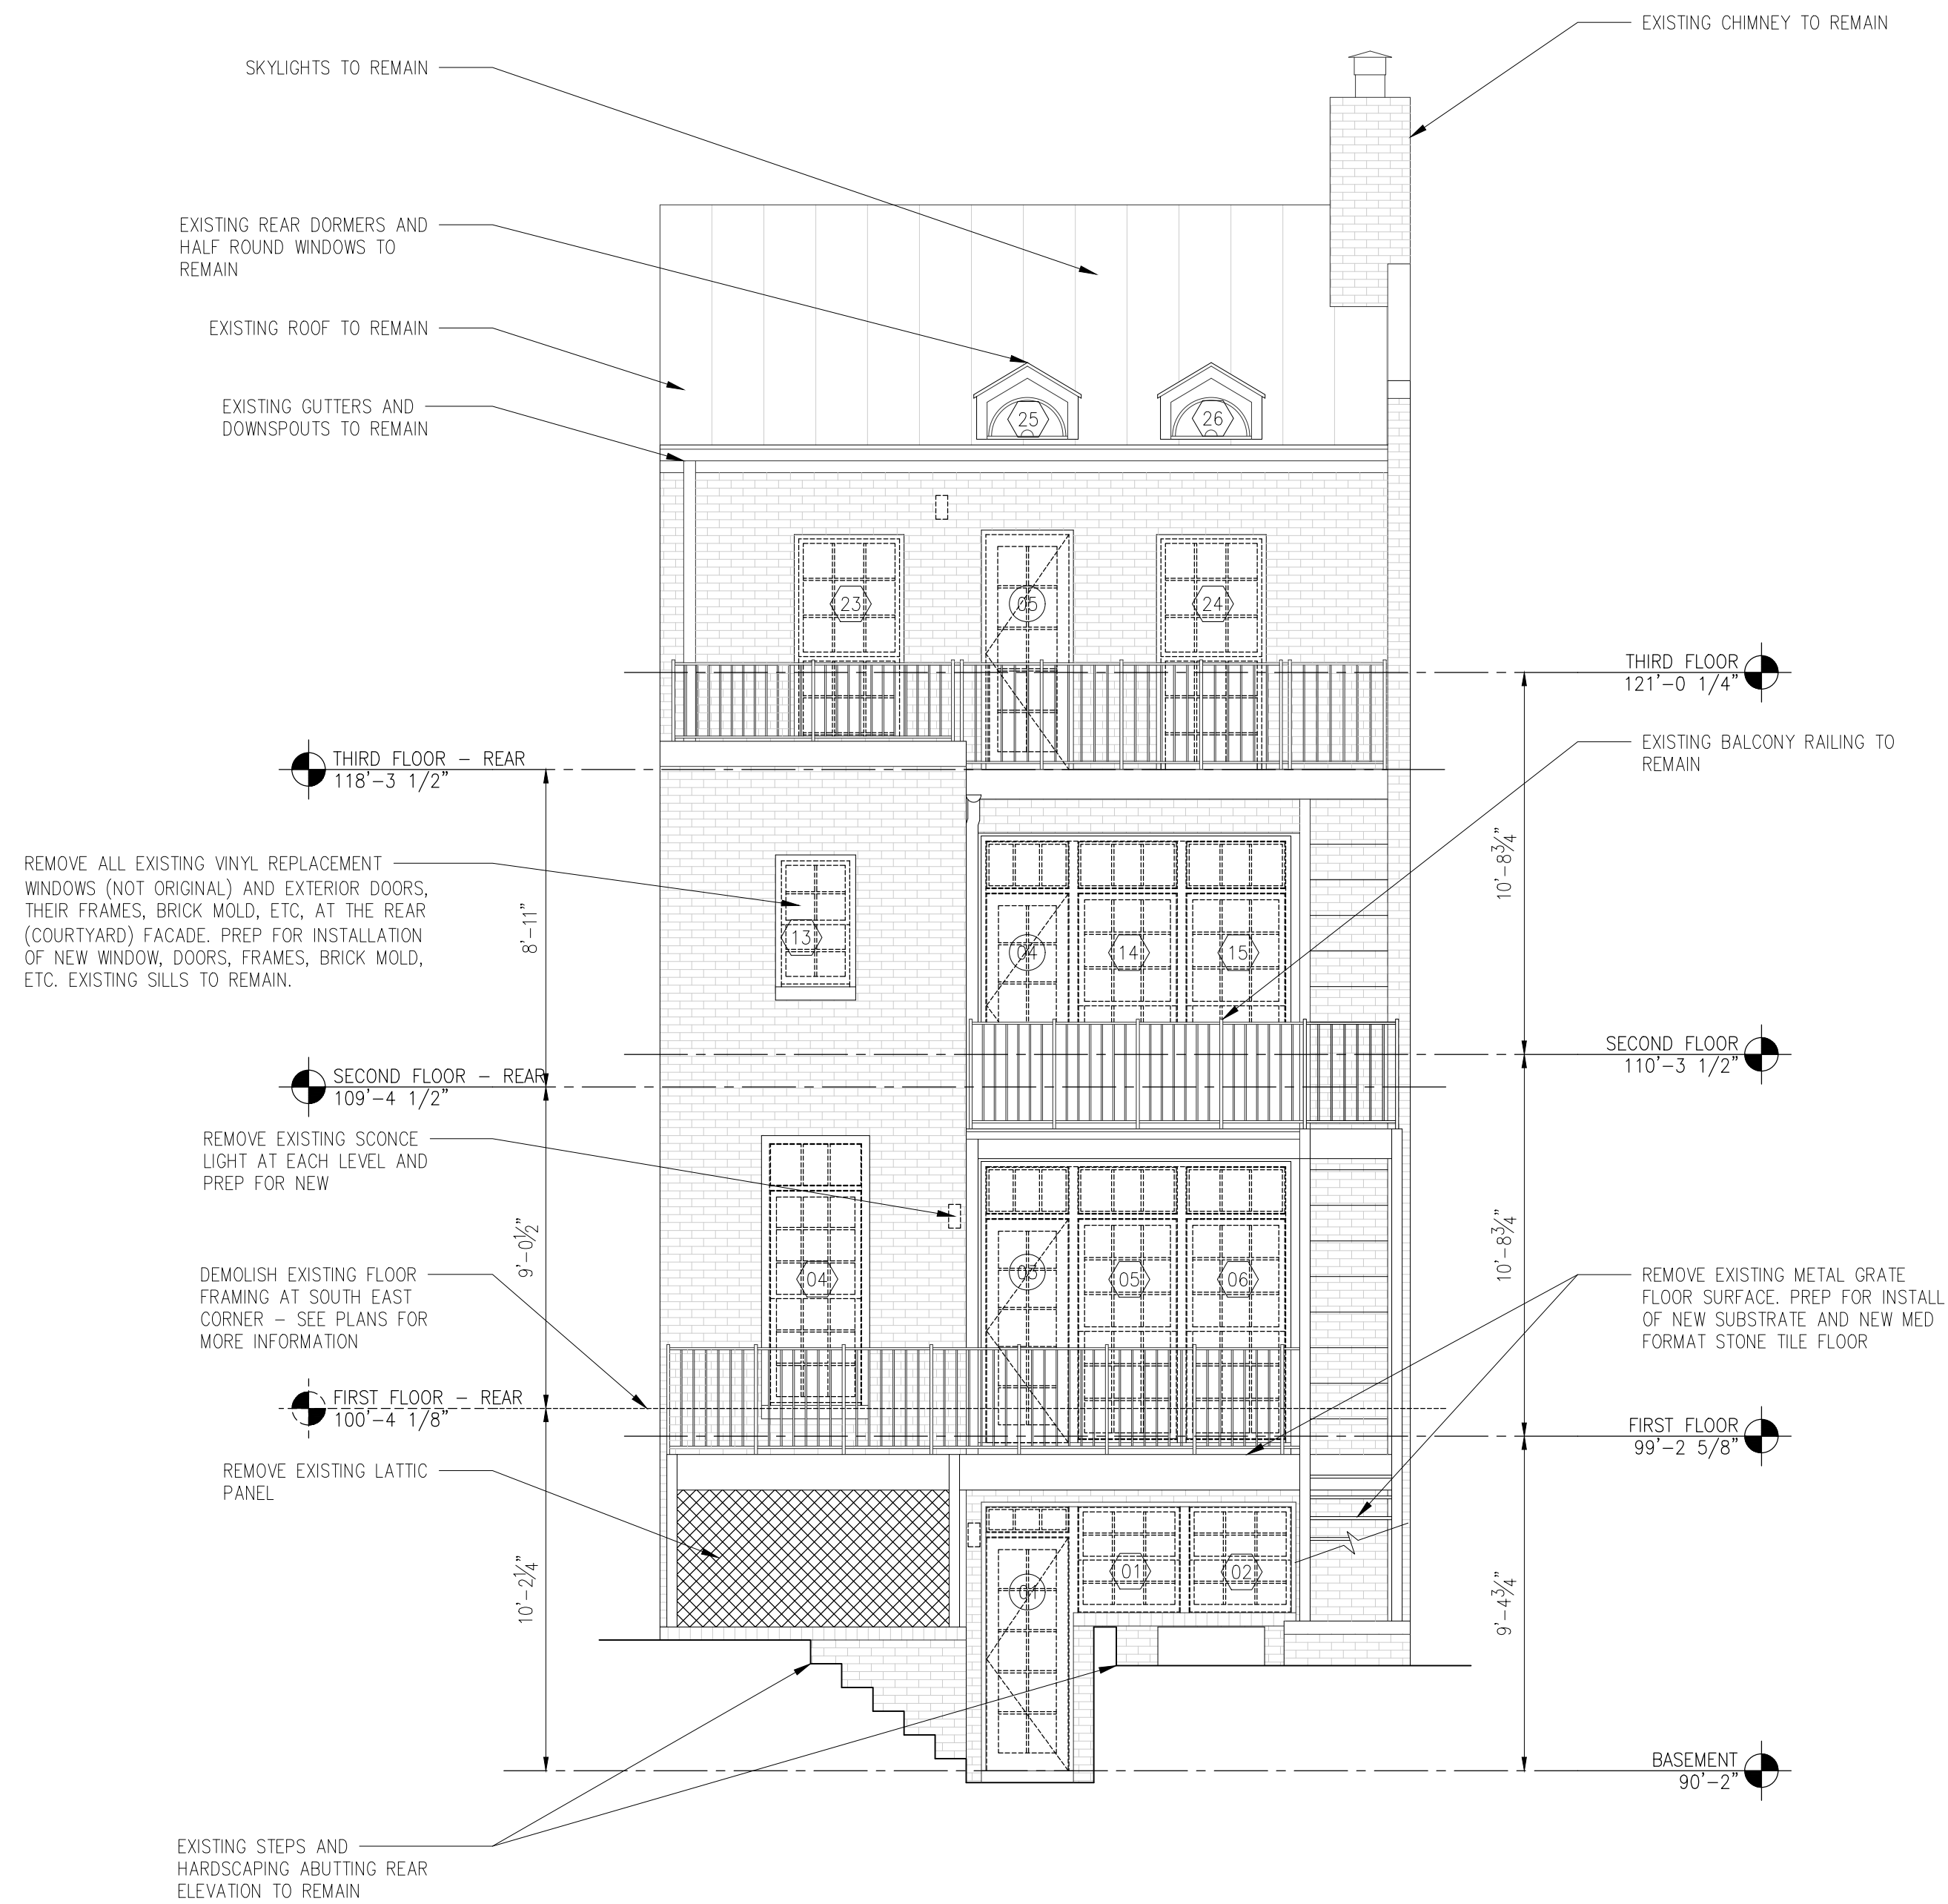 EXISTING CHIMNEY TO REMAIN
SKYLIGHTS TO REMAIN
EXISTING REAR DORMERS AND
HALF ROUND WINDOWS TO
REMAIN
EXISTING ROOF TO REMAIN
EXISTING GUTTERS AND
DOWNSPOUTS TO REMAIN
25
26
23
05
24
THIRD FLOOR
121'-0 1/4"
EXISTING BALCONY RAILING TO
REMAIN
THIRD FLOOR - REAR
118'-3 1/2"
10'-8 3/4"
REMOVE ALL EXISTING VINYL REPLACEMENT
WINDOWS (NOT ORIGINAL) AND EXTERIOR DOORS,
THEIR FRAMES, BRICK MOLD, ETC, AT THE REAR
(COURTYARD) FACADE. PREP FOR INSTALLATION
OF NEW WINDOW, DOORS, FRAMES, BRICK MOLD,
ETC. EXISTING SILLS TO REMAIN.
8'-11"
13
04
14
15
SECOND FLOOR
110'-3 1/2"
SECOND FLOOR - REAR
109'-4 1/2"
REMOVE EXISTING SCONCE
LIGHT AT EACH LEVEL AND
PREP FOR NEW
9'-0 1/2"
10'-8 3/4"
04
03
05
06
DEMOLISH EXISTING FLOOR
FRAMING AT SOUTH EAST
CORNER - SEE PLANS FOR
MORE INFORMATION
REMOVE EXISTING METAL GRATE
FLOOR SURFACE. PREP FOR INSTALL
OF NEW SUBSTRATE AND NEW MED
FORMAT STONE TILE FLOOR
FIRST FLOOR - REAR
100'-4 1/8"
FIRST FLOOR
99'-2 5/8"
REMOVE EXISTING LATTIC
PANEL
10'-2 1/4"
9'-4 3/4"
01
01
02
BASEMENT
90'-2"
EXISTING STEPS AND
HARDSCAPING ABUTTING REAR
ELEVATION TO REMAIN